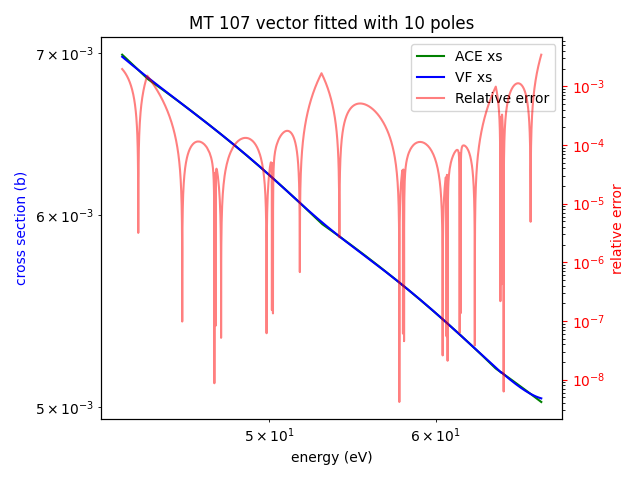 MT 107 vector fitted with 10 poles
ACE xs
VF xs
Relative error
7 × 10⁻³
6 × 10⁻³
5 × 10⁻³
cross section (b)
10⁻³
10⁻⁴
10⁻⁵
10⁻⁶
10⁻⁷
10⁻⁸
relative error
5 × 10¹
6 × 10¹
energy (eV)